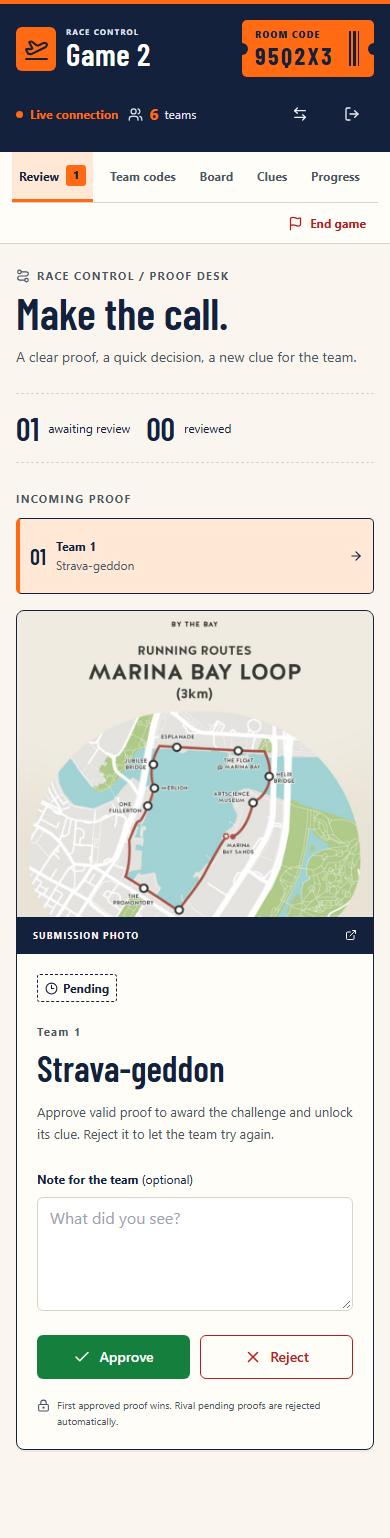 RACE CONTROL
Game 2
ROOM CODE
95Q2X3
Live connection 6 teams
Review 1 Team codes Board Clues Progress
End game
RACE CONTROL / PROOF DESK
Make the call.
A clear proof, a quick decision, a new clue for the team.
01 awaiting review 00 reviewed
INCOMING PROOF
01 Team 1
Strava-geddon
BY THE BAY
RUNNING ROUTES
MARINA BAY LOOP
(3km)
ESPLANADE
JUBILEE
BRIDGE
THE FLOAT
@ MARINA BAY
HELIX
BRIDGE
MERLION
ARTSCIENCE
MUSEUM
ONE
FULLERTON
MARINA
BAY SANDS
THE
PROMONTORY
SUBMISSION PHOTO
Pending
Team 1
Strava-geddon
Approve valid proof to award the challenge and unlock
its clue. Reject it to let the team try again.
Note for the team (optional)
What did you see?
Approve Reject
First approved proof wins. Rival pending proofs are rejected
automatically.